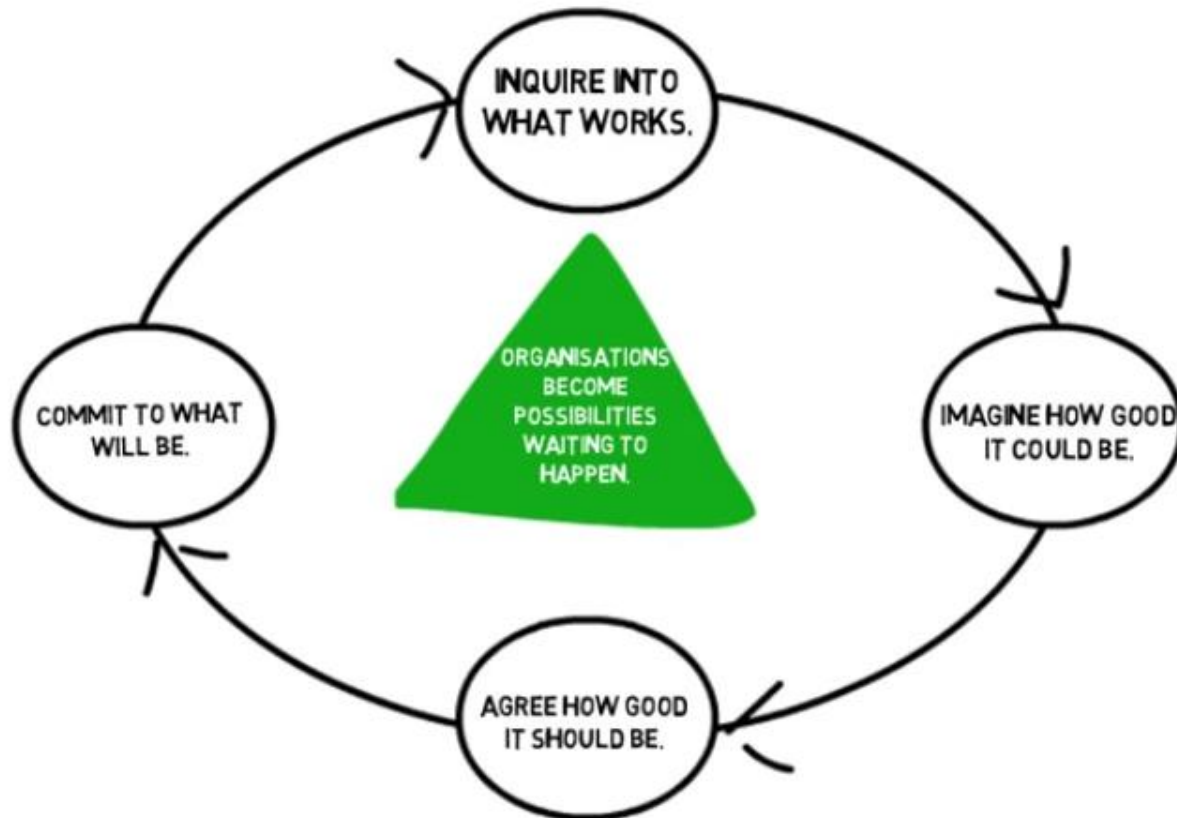 INQUIRE INTO
WHAT WORKS.
ORGANISATIONS
BECOME
POSSIBILITIES
WAITING TO
HAPPEN.
COMMIT TO WHAT
WILL BE.
IMAGINE HOW GOOD
IT COULD BE.
AGREE HOW GOOD
IT SHOULD BE.